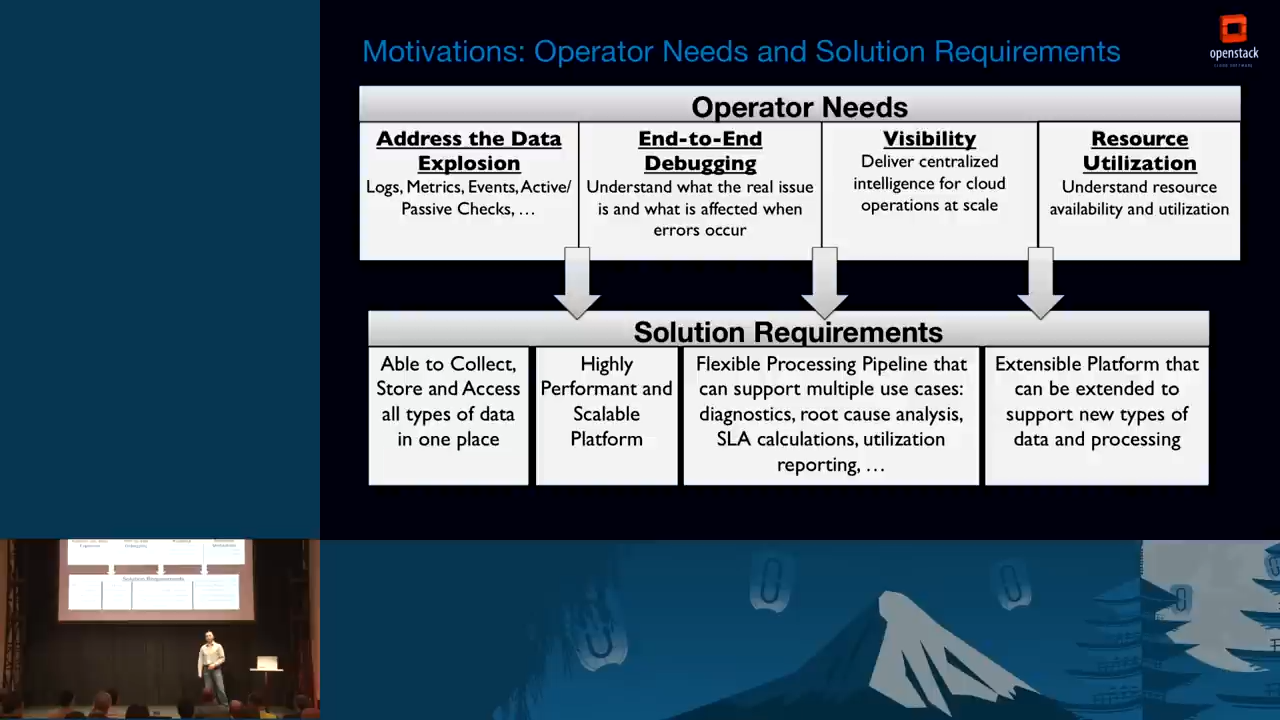 Motivations: Operator Needs and Solution Requirements
openstack
CLOUD SOFTWARE
Operator Needs
Address the Data
Explosion
Logs, Metrics, Events, Active/
Passive Checks, …
End-to-End
Debugging
Understand what the real issue
is and what is affected when
errors occur
Visibility
Deliver centralized
intelligence for cloud
operations at scale
Resource
Utilization
Understand resource
availability and utilization
Solution Requirements
Able to Collect,
Store and Access
all types of data
in one place
Highly
Performant and
Scalable
Platform
Flexible Processing Pipeline that
can support multiple use cases:
diagnostics, root cause analysis,
SLA calculations, utilization
reporting, …
Extensible Platform that
can be extended to
support new types of
data and processing
Solution Requirements